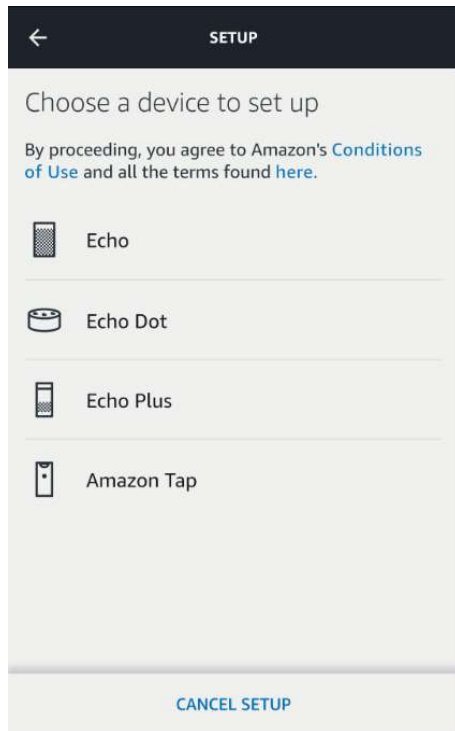 SETUP
Choose a device to set up
By proceeding, you agree to Amazon's Conditions
of Use and all the terms found here.
Echo
Echo Dot
Echo Plus
Amazon Tap
CANCEL SETUP